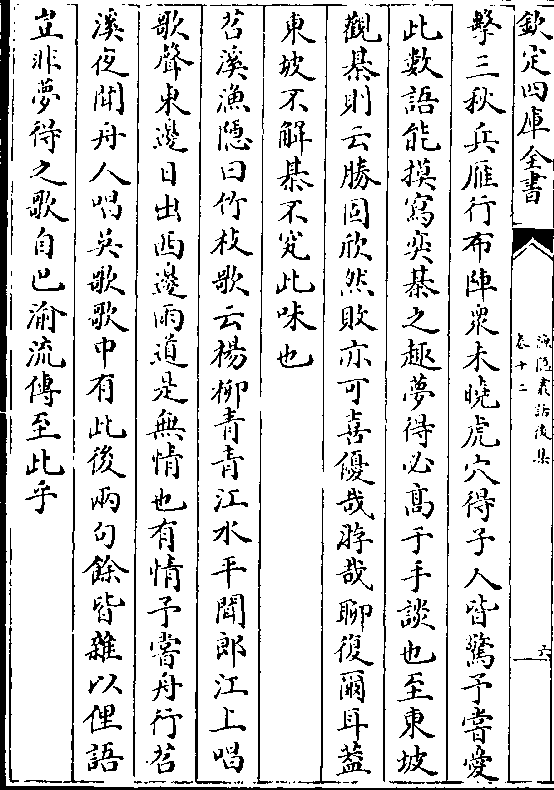 欽定四庫全書
漁隱叢話後集
卷十二
六
擊三秋兵雁行布陣衆未曉虎穴得子人皆驚予嘗愛
此數語能摸寫奕棊之趣夢得必髙于手談也至東坡
觀棊則云勝固欣然敗亦可喜優哉㳺哉聊復爾耳蓋
東坡不解棊不究此味也
苕溪漁隠曰竹枝歌云楊柳青青江水平聞郎江上唱
歌聲東邊日出西邊雨道是無情也有情予嘗舟行苕
溪夜聞舟人唱吳歌歌中有此後兩句餘皆雜以俚語
豈非夢得之歌自巴渝流傳至此乎